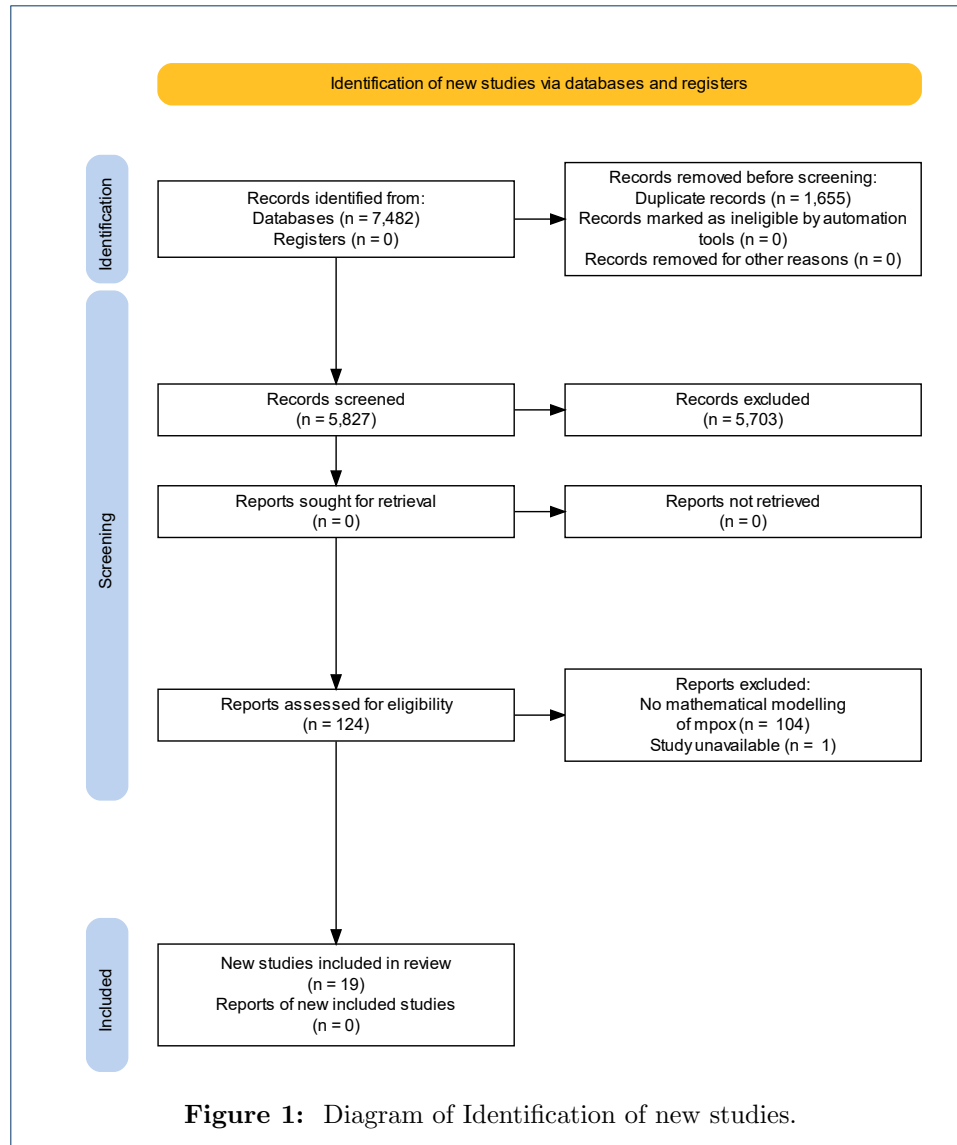 Identification of new studies via databases and registers
Identification
Records identified from:
Databases (n = 7,482)
Registers (n = 0)
Records removed before screening:
Duplicate records (n = 1,655)
Records marked as ineligible by automation
tools (n = 0)
Records removed for other reasons (n = 0)
Screening
Records screened
(n = 5,827)
Records excluded
(n = 5,703)
Reports sought for retrieval
(n = 0)
Reports not retrieved
(n = 0)
Reports assessed for eligibility
(n = 124)
Reports excluded:
No mathematical modelling
of mpox (n = 104)
Study unavailable (n = 1)
Included
New studies included in review
(n = 19)
Reports of new included studies
(n = 0)
Figure 1: Diagram of Identification of new studies.